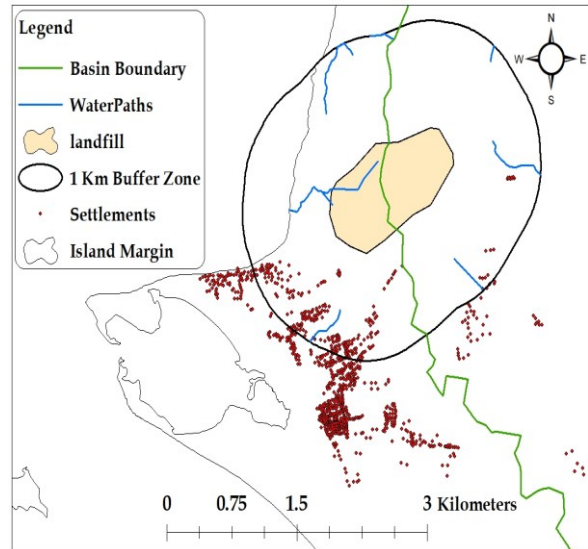 Legend
Basin Boundary
WaterPaths
landfill
1 Km Buffer Zone
Settlements
Island Margin
N
W E
S
0 0.75 1.5 3 Kilometers